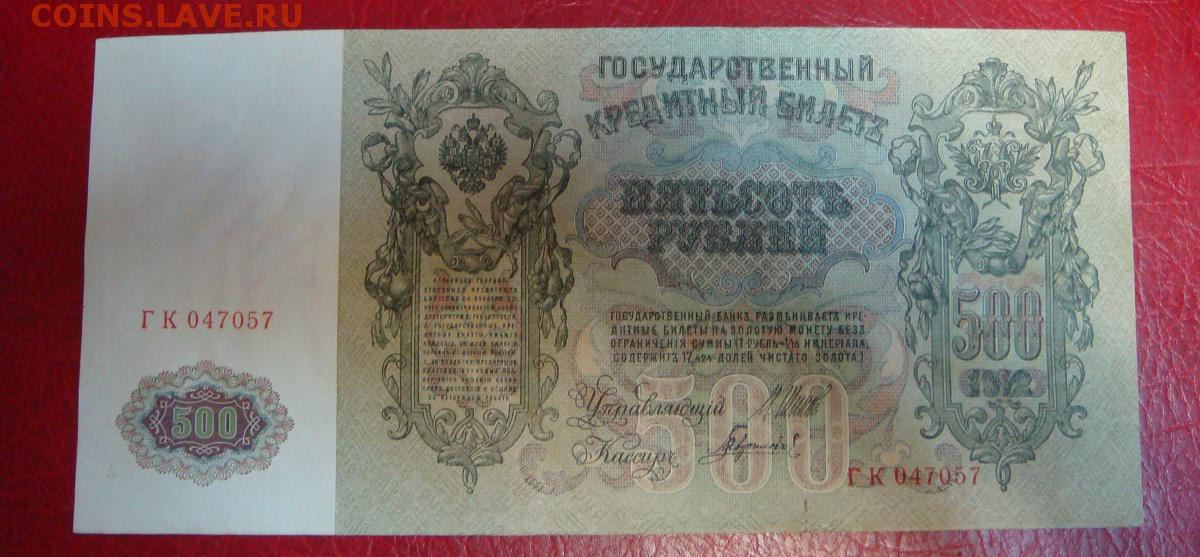 COINS.LAVE.RU
ГОСУДАРСТВЕННЫЙ
КРЕДИТНЫЙ БИЛЕТЪ
ПЯТЬСОТЪ
РУБЛЕЙ
ГОСУДАРСТВЕННЫЙ БАНКЪ РАЗМѢНИВАЕТЪ КРЕ-
ДИТНЫЕ БИЛЕТЫ НА ЗОЛОТУЮ МОНЕТУ БЕЗЪ
ОГРАНИЧЕНІЯ СУММЫ (1 РУБЛЬ=1/15 ИМПЕРІАЛА,
СОДЕРЖИТЪ 17,424 ДОЛЕЙ ЧИСТАГО ЗОЛОТА).
500
1912
ГК 047057
500
500
Управляющій
Кассиръ
ГК 047057